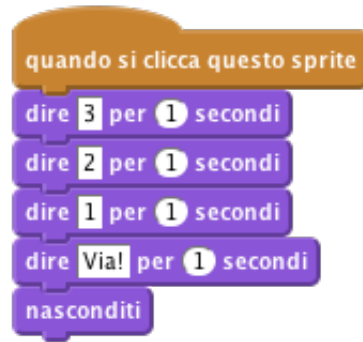 quando si clicca questo sprite
dire 3 per 1 secondi
dire 2 per 1 secondi
dire 1 per 1 secondi
dire Via! per 1 secondi
nasconditi